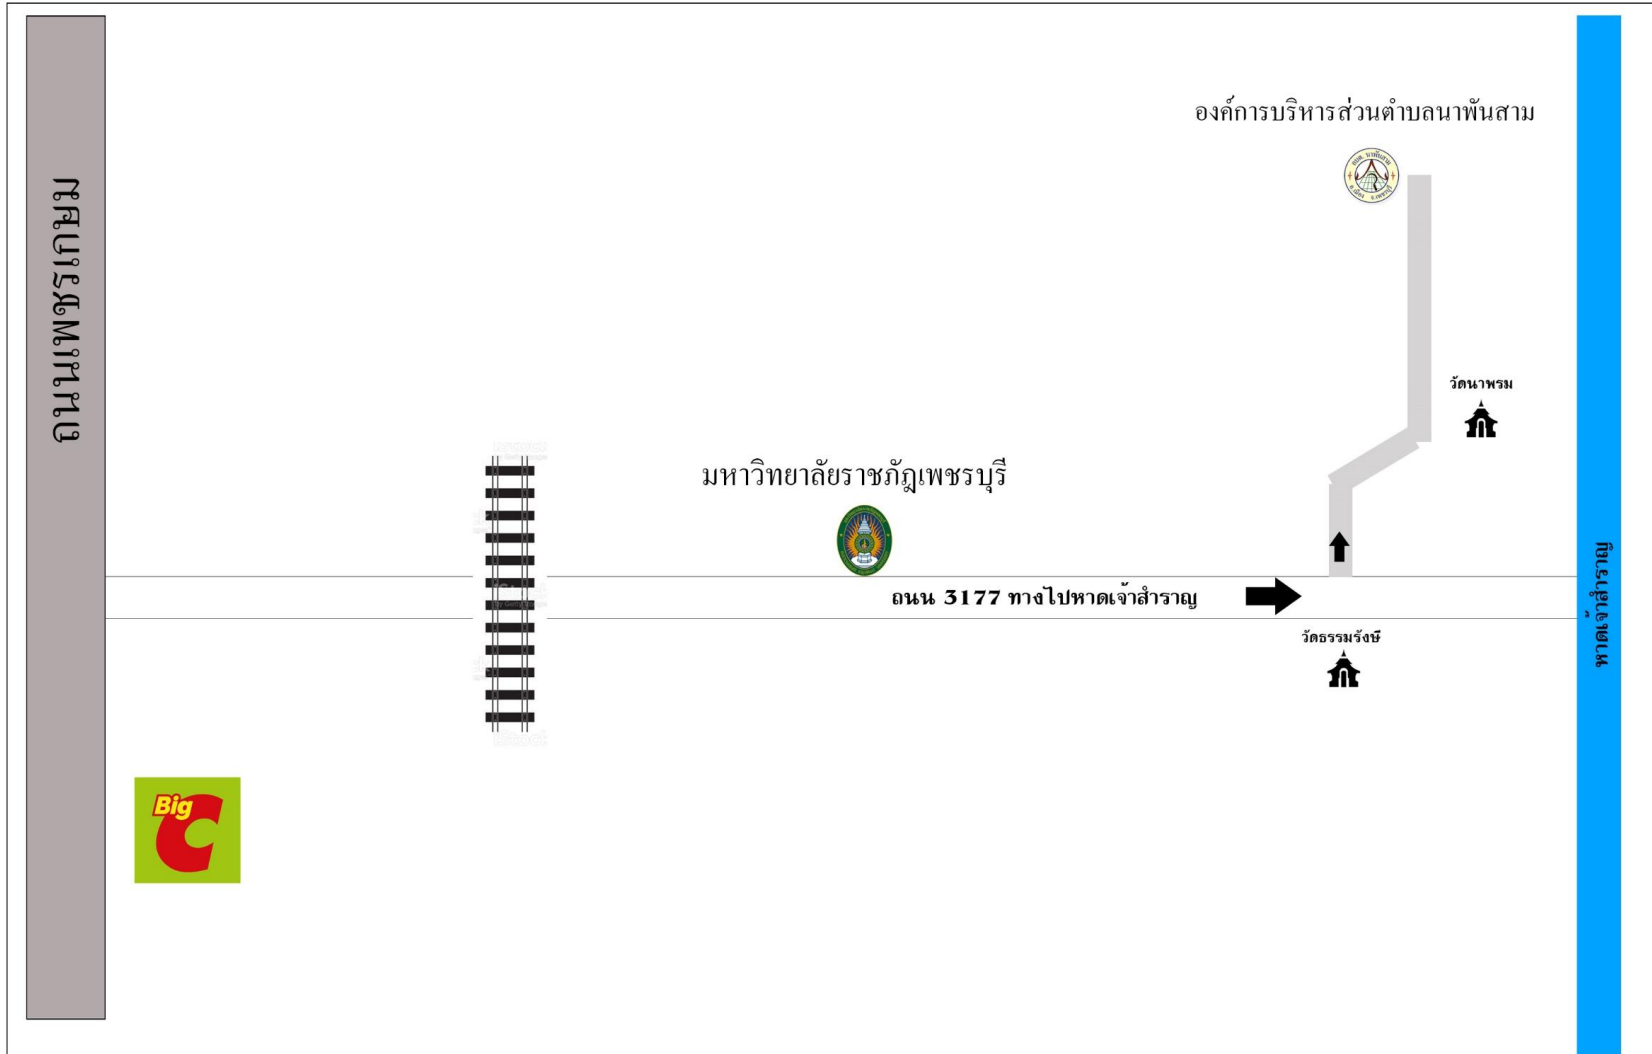 องค์การบริหารส่วนตำบลนาพันสาม
ถนนเพชรเกษม
วัดนาพรม
มหาวิทยาลัยราชภัฏเพชรบุรี
ถนน 3177 ทางไปหาดเจ้าสำราญ
หาดเจ้าสำราญ
วัดธรรมรังษี
Big
C